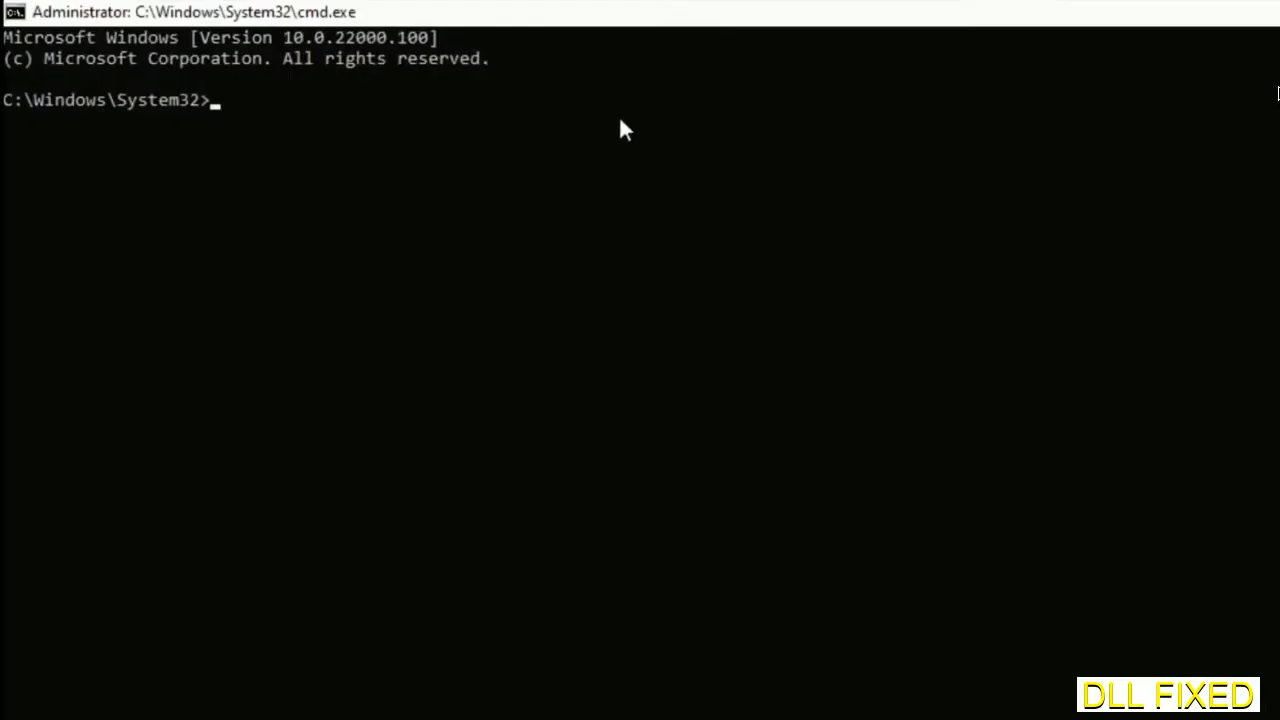 Administrator: C:\Windows\System32\cmd.exe
Microsoft Windows [Version 10.0.22000.100]
(c) Microsoft Corporation. All rights reserved.
C:\Windows\System32>
DLL FIXED